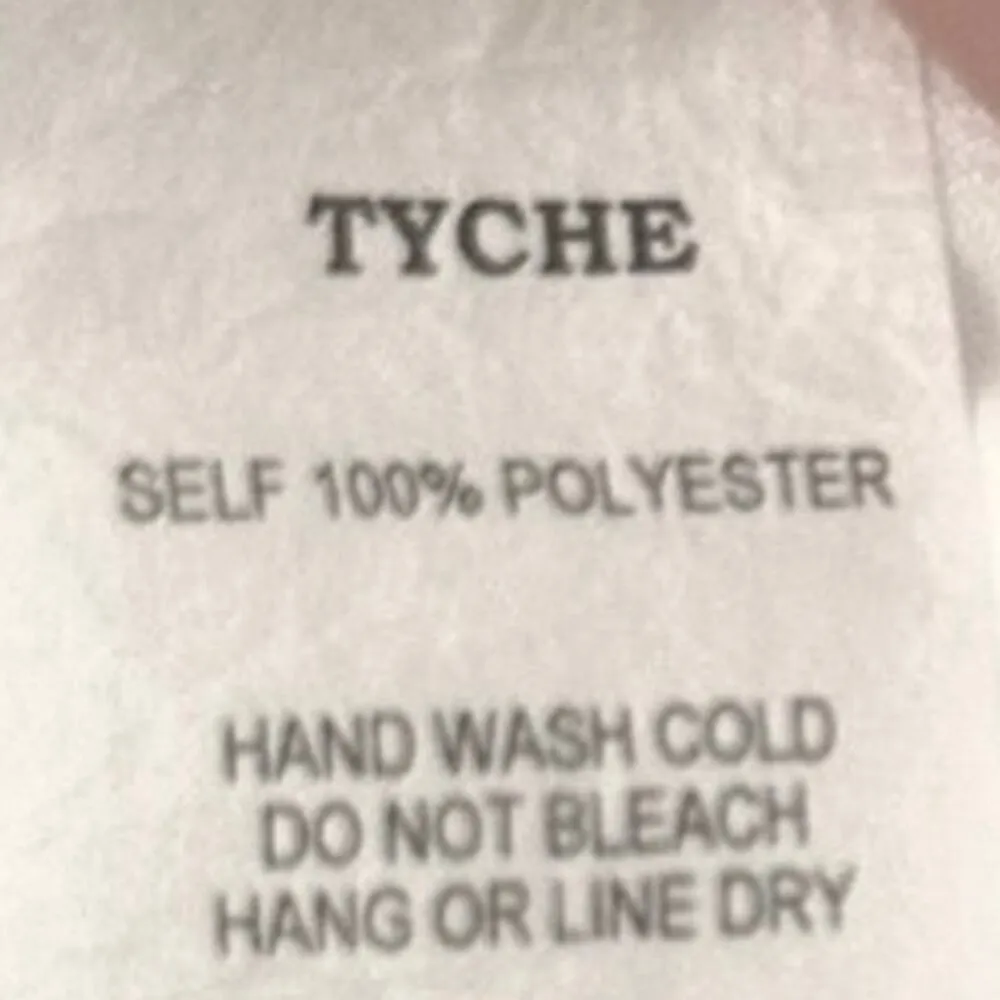 TYCHE
SELF 100% POLYESTER
HAND WASH COLD
DO NOT BLEACH
HANG OR LINE DRY